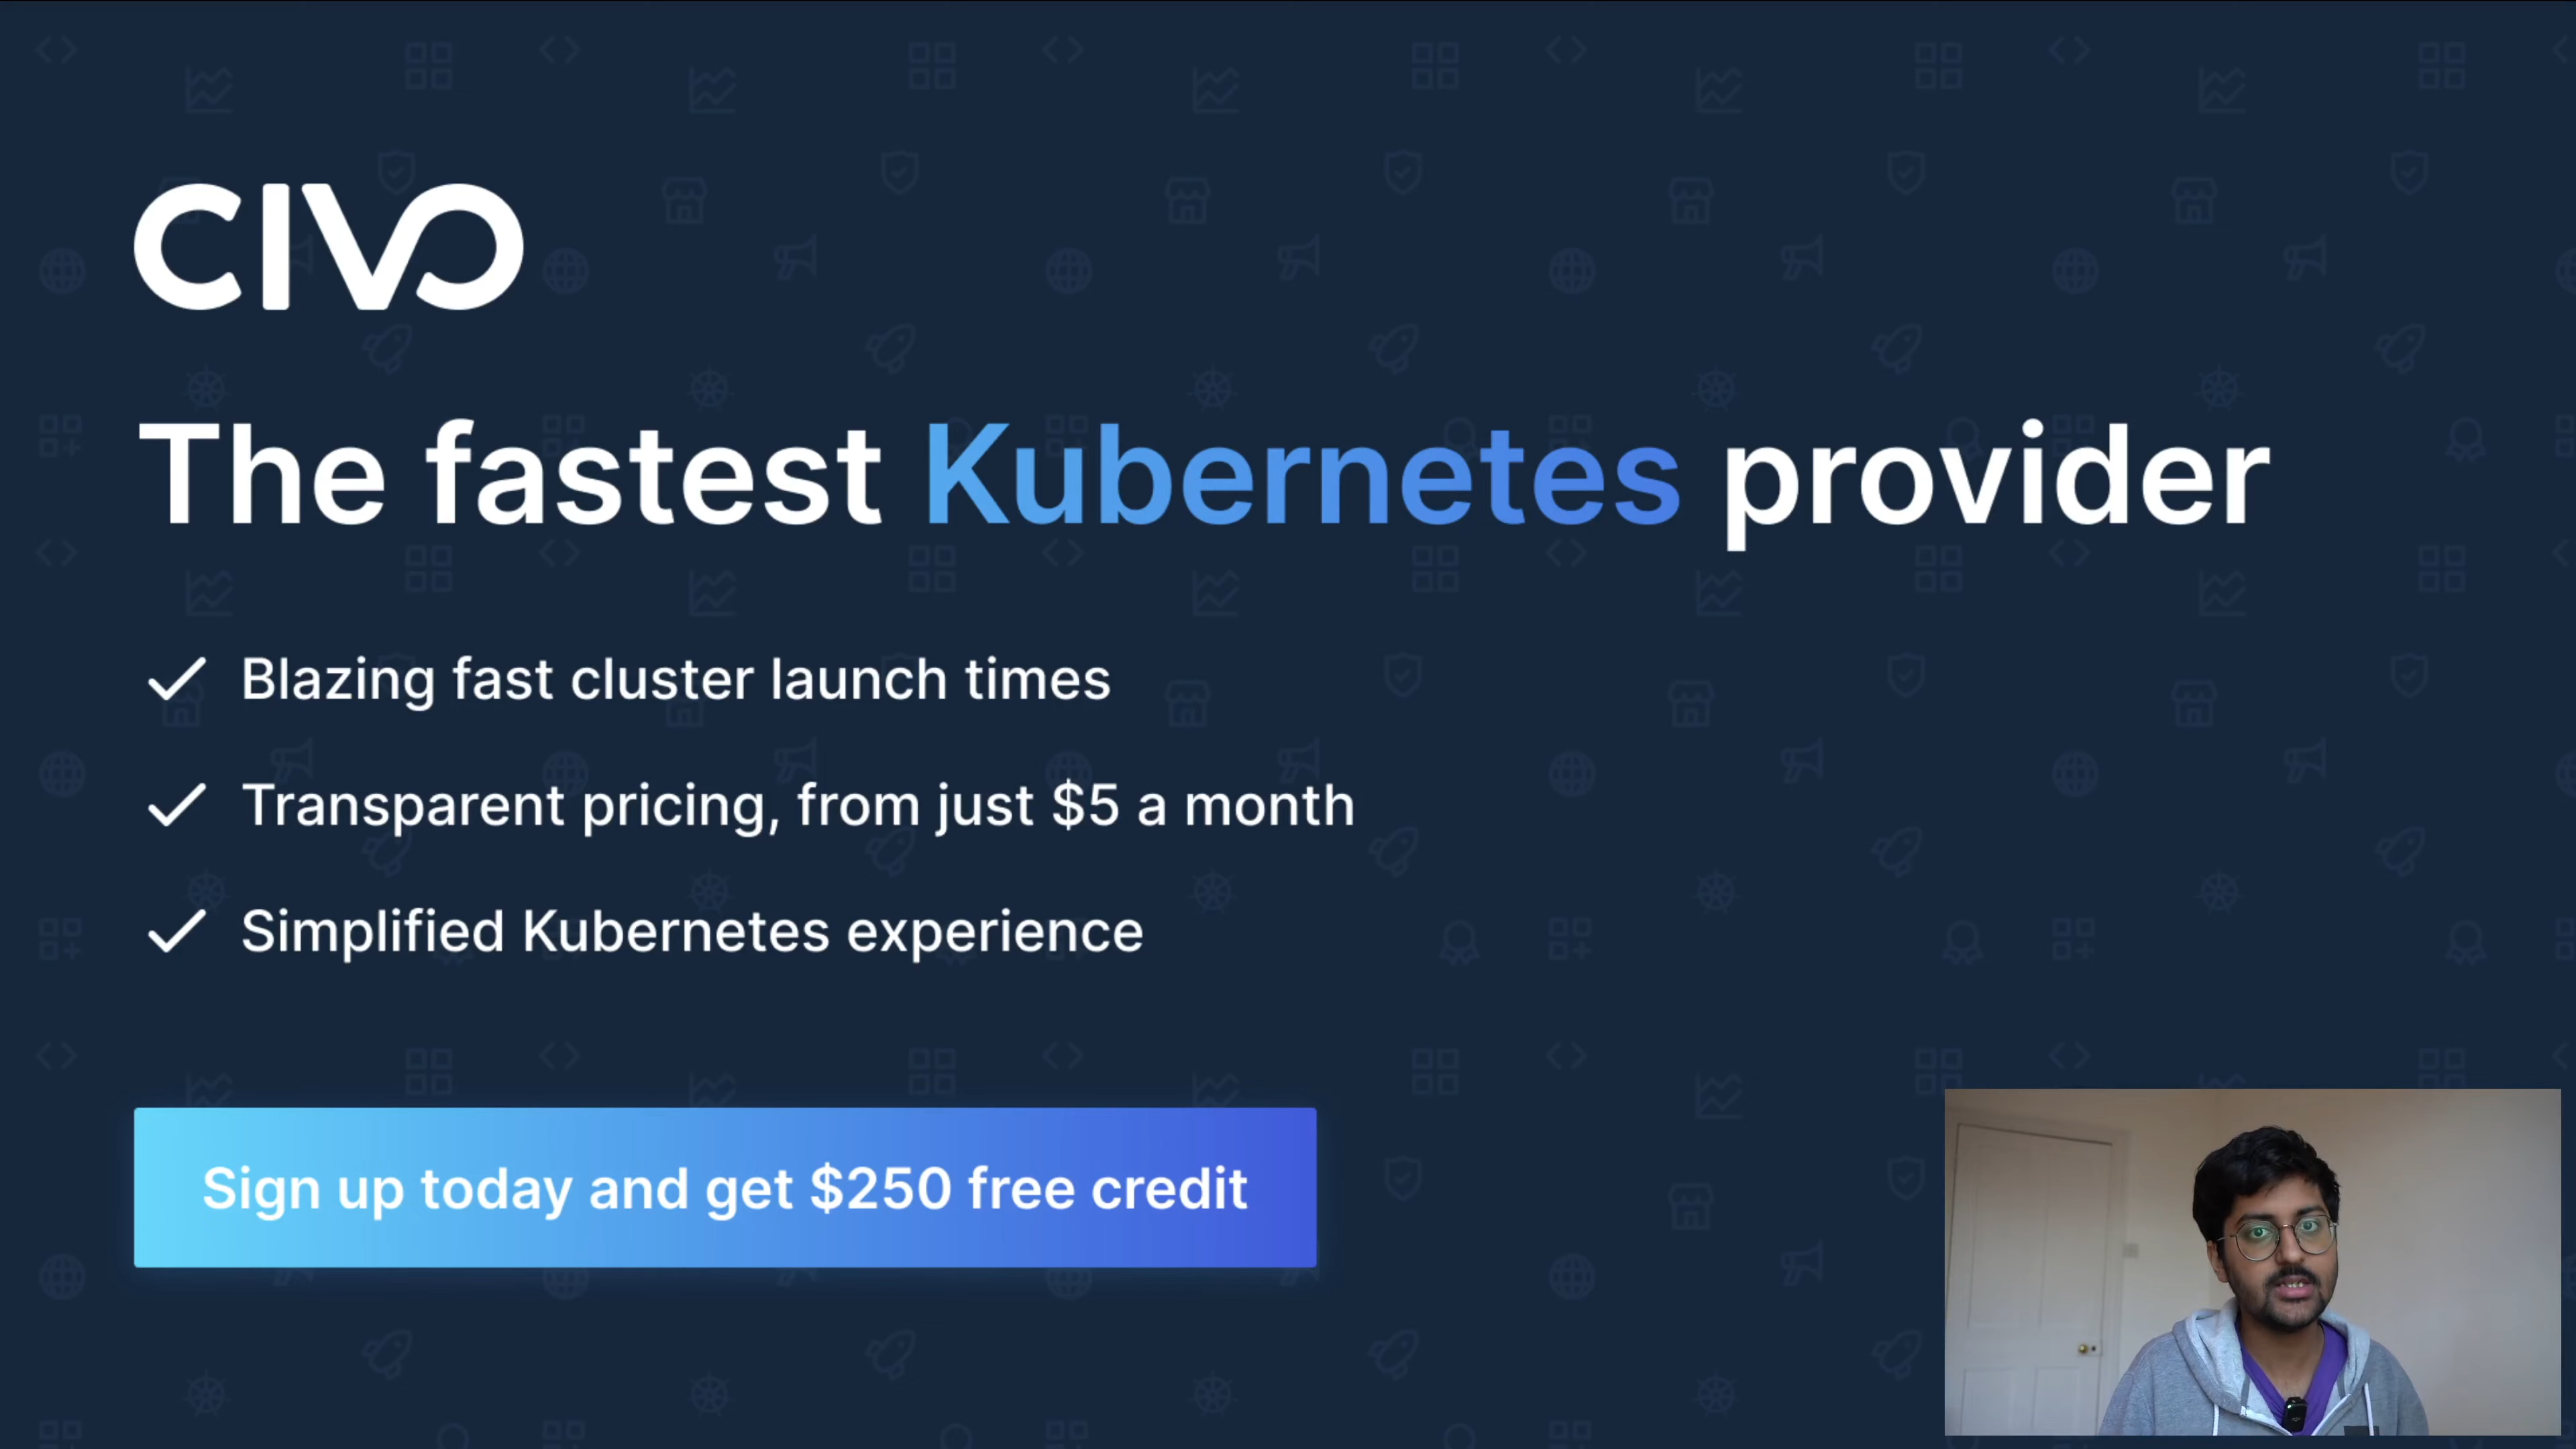 CIVO
The fastest Kubernetes provider
Blazing fast cluster launch times
Transparent pricing, from just $5 a month
Simplified Kubernetes experience
Sign up today and get $250 free credit